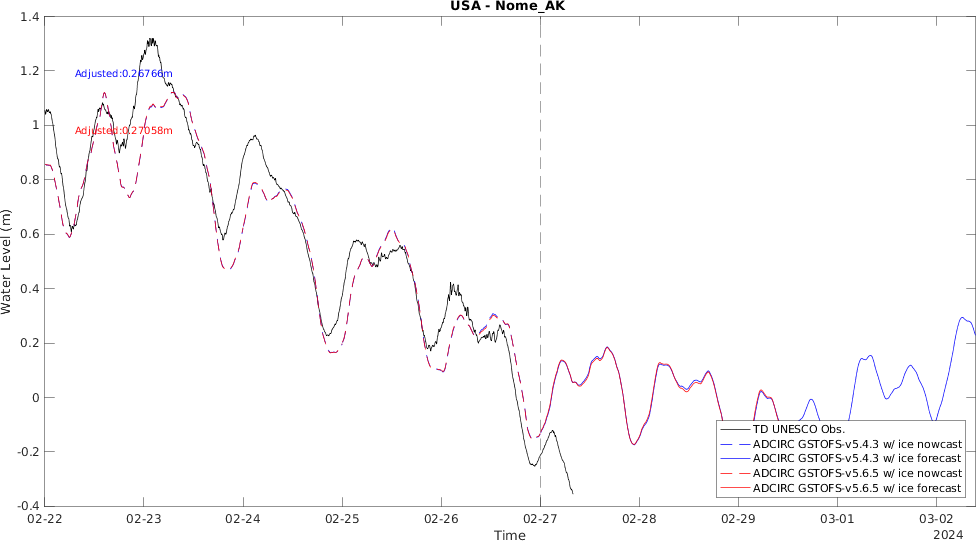 USA - Nome_AK
1.4
1.2
1
0.8
0.6
0.4
0.2
0
-0.2
-0.4
Water Level (m)
Adjusted:0.26766m
Adjusted:0.27058m
TD UNESCO Obs.
ADCIRC GSTOFS-v5.4.3 w/ ice nowcast
ADCIRC GSTOFS-v5.4.3 w/ ice forecast
ADCIRC GSTOFS-v5.6.5 w/ ice nowcast
ADCIRC GSTOFS-v5.6.5 w/ ice forecast
02-22 02-23 02-24 02-25 02-26 02-27 02-28 02-29 03-01 03-02
Time
2024